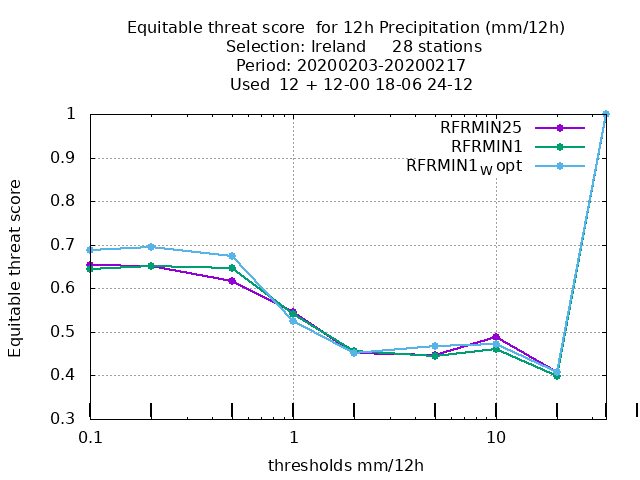 Equitable threat score  for 12h Precipitation (mm/12h)
Selection: Ireland     28 stations
Period: 20200203-20200217
Used  12 + 12-00 18-06 24-12
RFRMIN25
RFRMIN1
RFRMIN1W opt
1
0.9
0.8
0.7
0.6
0.5
0.4
0.3
Equitable threat score
0.1 1 10
thresholds mm/12h